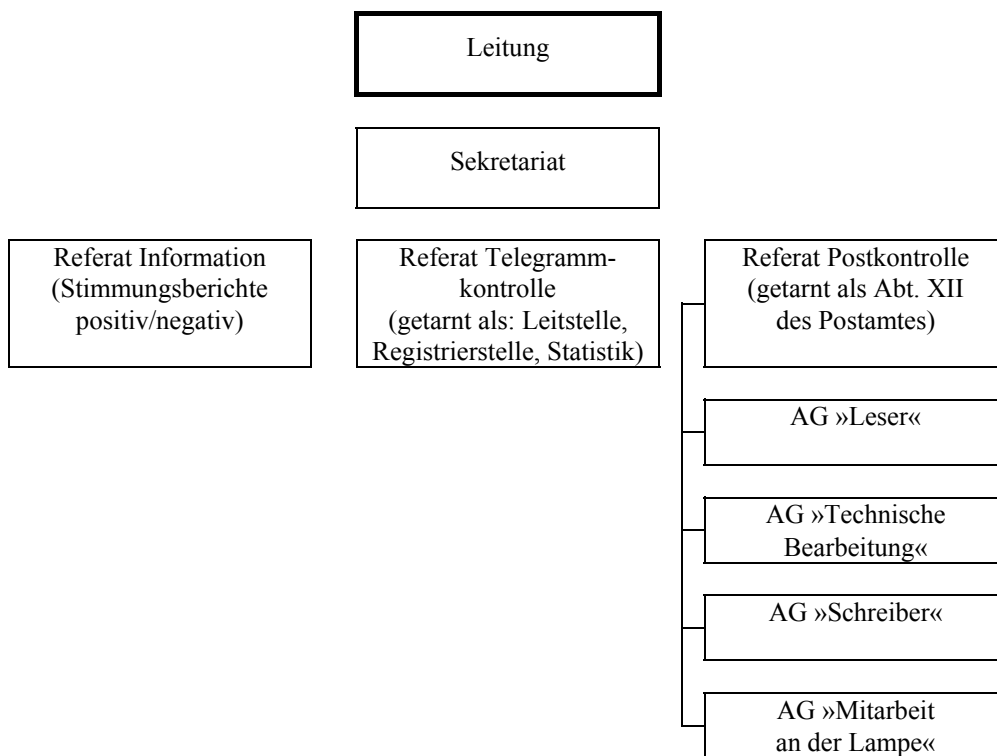 Leitung
Sekretariat
Referat Information
(Stimmungsberichte
positiv/negativ)
Referat Telegramm-
kontrolle
(getarnt als: Leitstelle,
Registrierstelle, Statistik)
Referat Postkontrolle
(getarnt als Abt. XII
des Postamtes)
AG »Leser«
AG »Technische
Bearbeitung«
AG »Schreiber«
AG »Mitarbeit
an der Lampe«